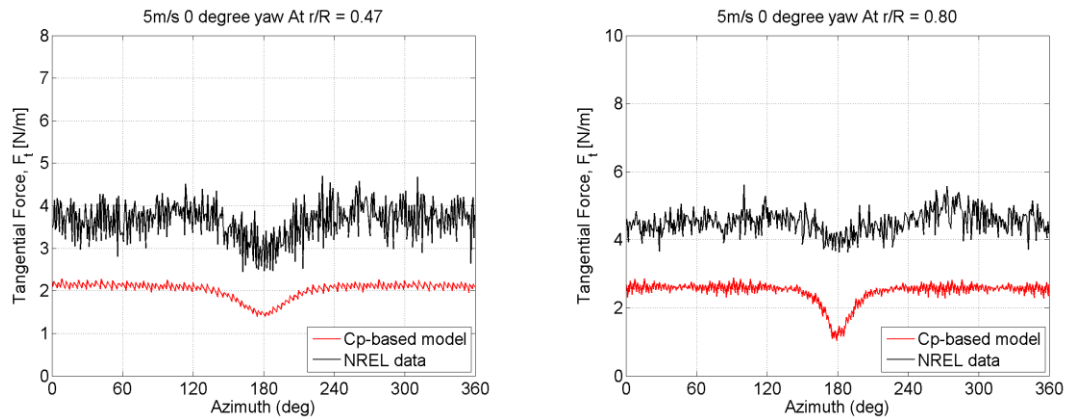 5m/s 0 degree yaw At r/R = 0.47
8
7
6
5
4
3
2
1
0
Tangential Force, F_t [N/m]
0 60 120 180 240 300 360
Azimuth (deg)
Cp-based model
NREL data
5m/s 0 degree yaw At r/R = 0.80
10
8
6
4
2
0
Tangential Force, F_t [N/m]
0 60 120 180 240 300 360
Azimuth (deg)
Cp-based model
NREL data